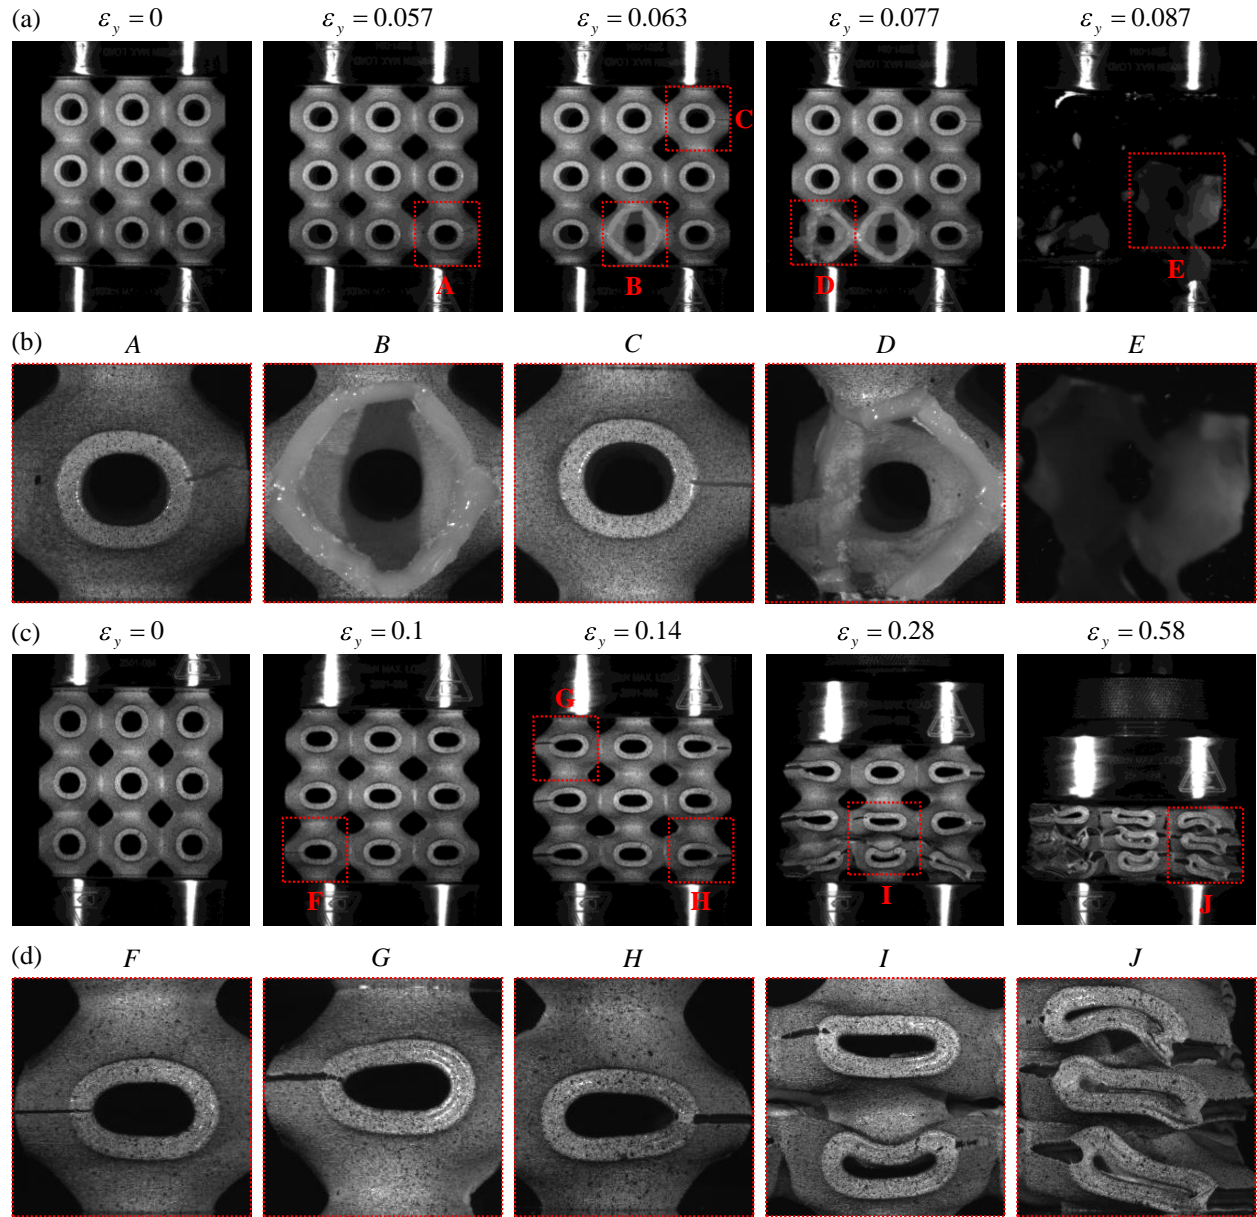 (a) ε_y = 0 ε_y = 0.057 ε_y = 0.063 ε_y = 0.077 ε_y = 0.087
C
A B D E
(b) A B C D E
(c) ε_y = 0 ε_y = 0.1 ε_y = 0.14 ε_y = 0.28 ε_y = 0.58
G
F H I J
(d) F G H I J